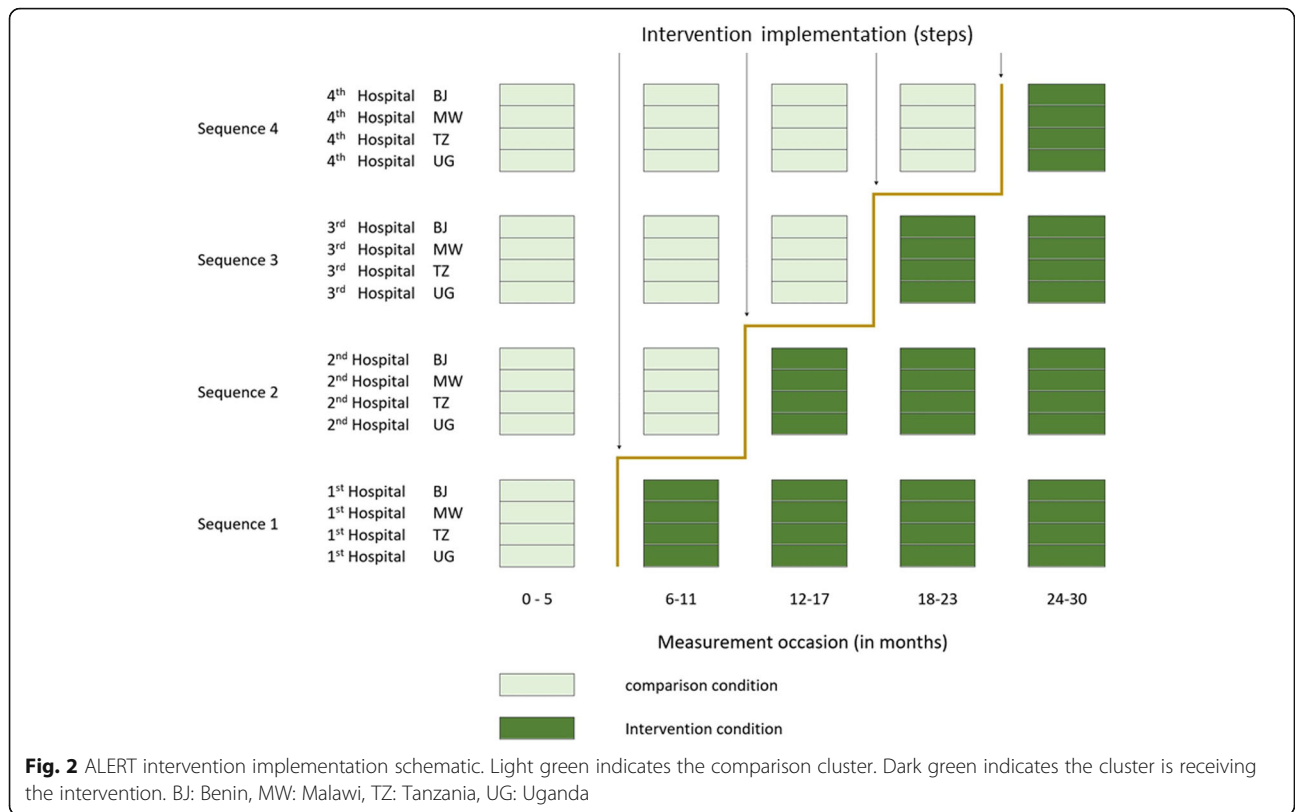 Intervention implementation (steps)
Sequence 4
4th Hospital BJ
4th Hospital MW
4th Hospital TZ
4th Hospital UG
Sequence 3
3rd Hospital BJ
3rd Hospital MW
3rd Hospital TZ
3rd Hospital UG
Sequence 2
2nd Hospital BJ
2nd Hospital MW
2nd Hospital TZ
2nd Hospital UG
Sequence 1
1st Hospital BJ
1st Hospital MW
1st Hospital TZ
1st Hospital UG
0 - 5 6-11 12-17 18-23 24-30
Measurement occasion (in months)
comparison condition
Intervention condition
Fig. 2 ALERT intervention implementation schematic. Light green indicates the comparison cluster. Dark green indicates the cluster is receiving
the intervention. BJ: Benin, MW: Malawi, TZ: Tanzania, UG: Uganda